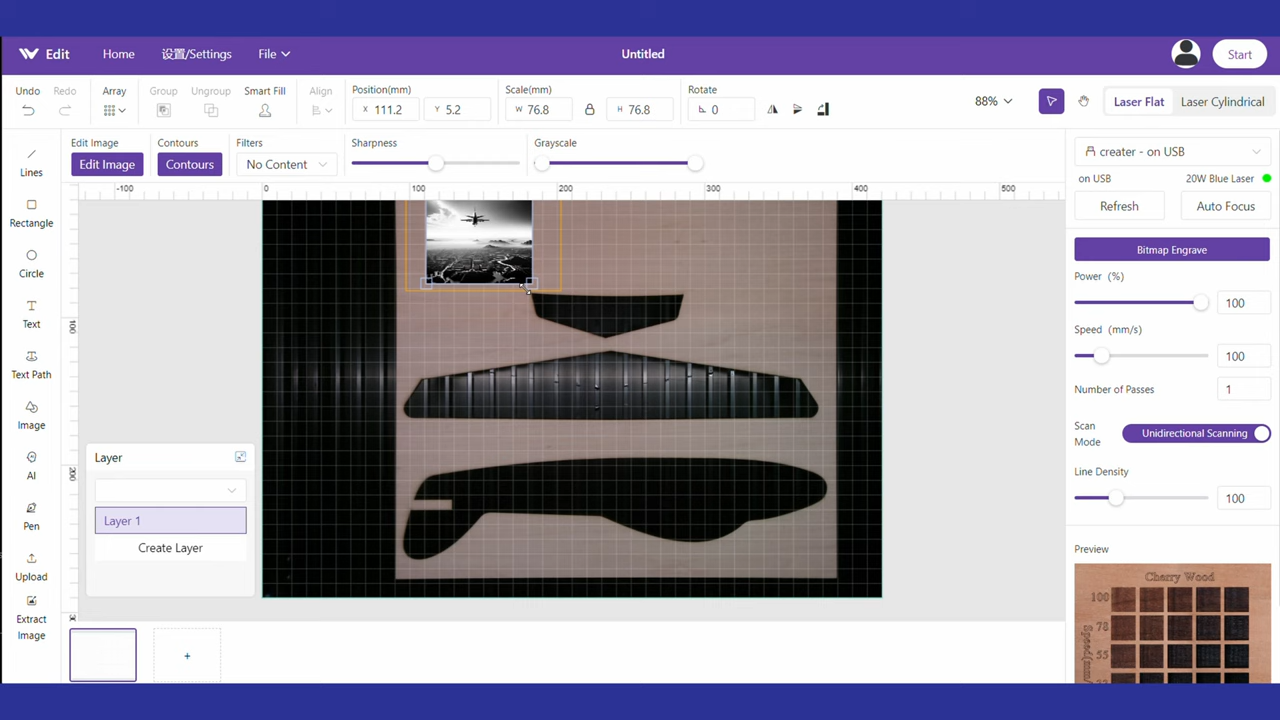 Edit Home 设置/Settings File Untitled Start
Undo Redo Array Group Ungroup Smart Fill Align Position(mm) Scale(mm) Rotate
X 111.2 Y 5.2 W 76.8 H 76.8 0 88% Laser Flat Laser Cylindrical
Edit Image Contours Filters Sharpness Grayscale
Edit Image Contours No Content
creater - on USB
on USB 20W Blue Laser
Refresh Auto Focus
Bitmap Engrave
Power (%)
100
Speed (mm/s)
100
Number of Passes 1
Scan Mode Unidirectional Scanning
Line Density
100
Preview
Cherry Wood
100
78
55
Speed(mm/s)
Lines
Rectangle
Circle
Text
Text Path
Image
AI
Pen
Upload
Extract
Image
-100 0 100 200 300 400 500
100
200
Layer
Layer 1
Create Layer
+